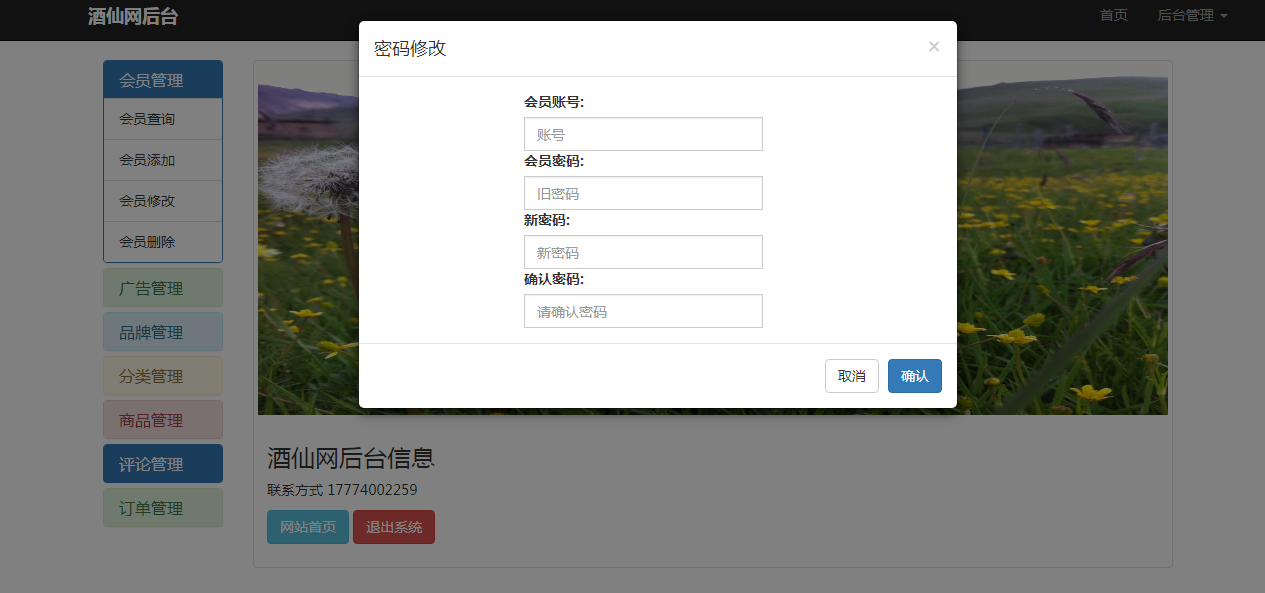 酒仙网后台
首页
后台管理
密码修改
×
会员账号:
账号
会员密码:
旧密码
新密码:
新密码
确认密码:
请确认密码
取消
确认
会员管理
会员查询
会员添加
会员修改
会员删除
广告管理
品牌管理
分类管理
商品管理
评论管理
订单管理
酒仙网后台信息
联系方式 17774002259
网站首页
退出系统